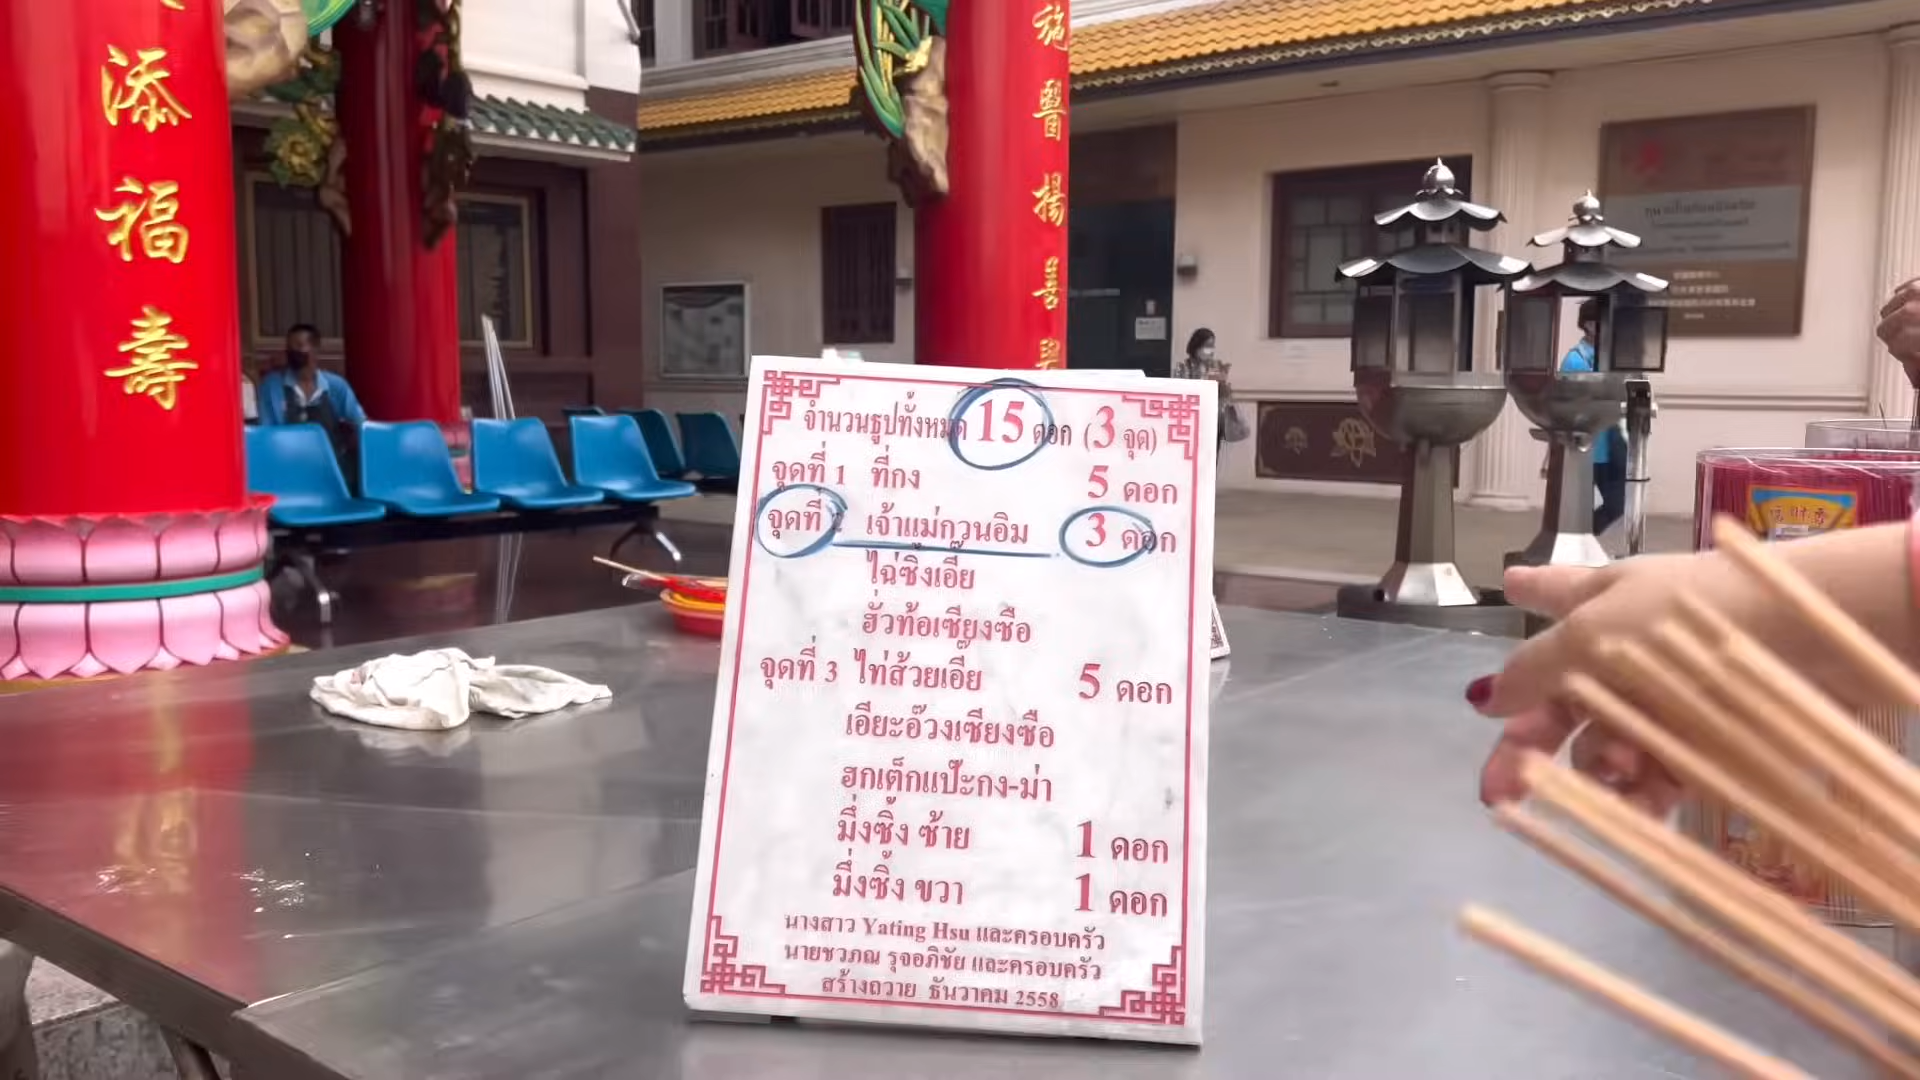 添福壽
施醫揚善
จำนวนธูปทั้งหมด 15 ดอก (3 จุด)
จุดที่ 1 ที่กง 5 ดอก
จุดที่ 2 เจ้าแม่กวนอิม 3 ดอก
ไฉ่ซิงเอี๊ย
ฮั่วท้อเซียงซือ
จุดที่ 3 ไท่ส้วยเอี๊ย 5 ดอก
เอียะอ๊วงเซียงซือ
ฮกเต็กแป๊ะกง-ม่า
มึ่งซิ้ง ซ้าย 1 ดอก
มึ่งซิ้ง ขวา 1 ดอก
นางสาว Yating Hsu และครอบครัว
นายชวภณ รุจอภิชัย และครอบครัว
สร้างถวาย ธันวาคม 2558